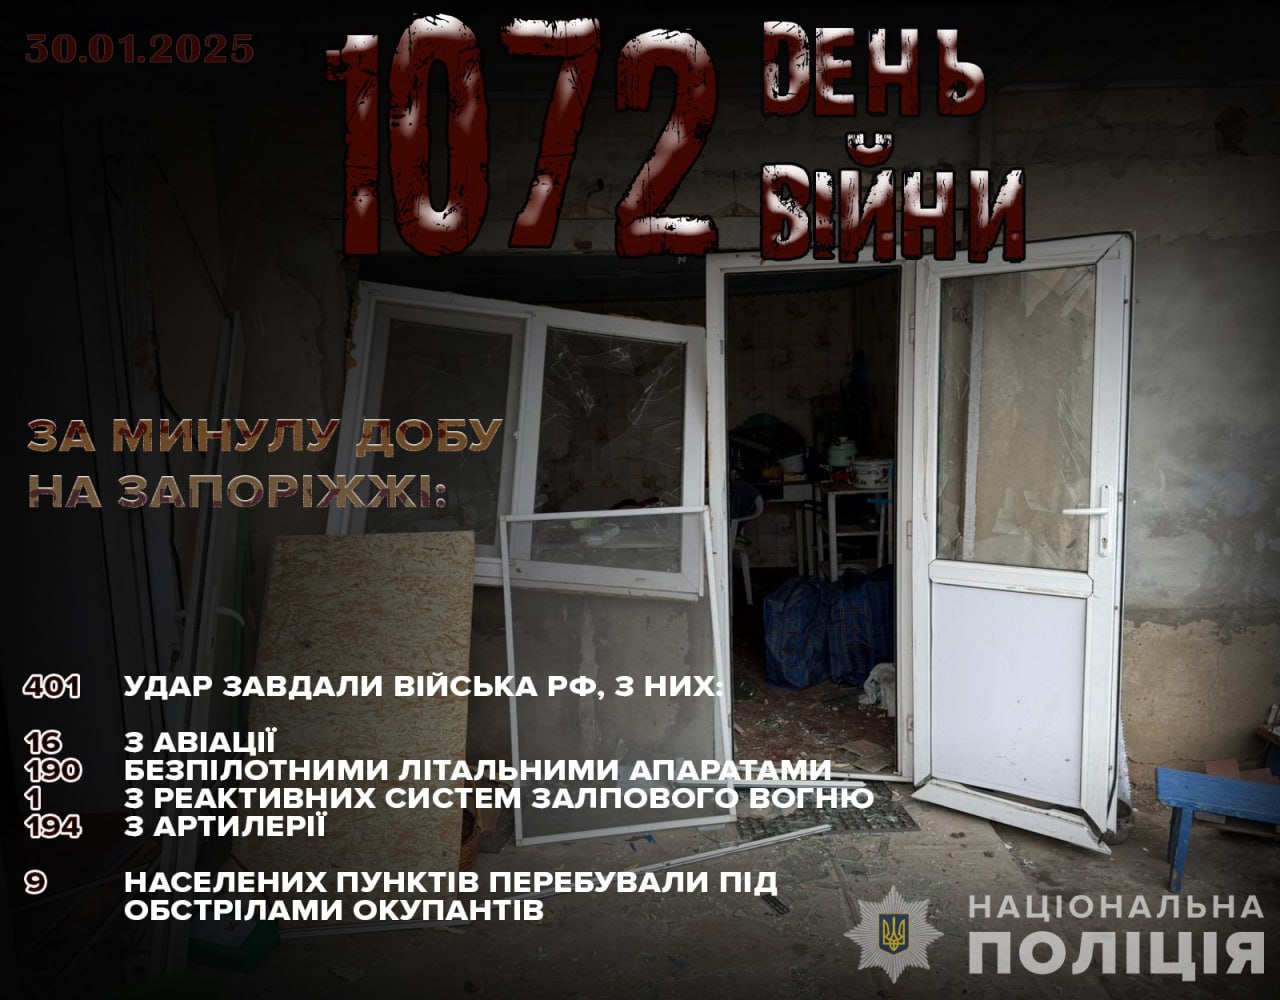 30.01.2025
1072
ДЕНЬ
ВІЙНИ
ЗА МИНУЛУ ДОБУ
НА ЗАПОРІЖЖІ:
401 УДАР ЗАВДАЛИ ВІЙСЬКА РФ, З НИХ:
16 З АВІАЦІЇ
190 БЕЗПІЛОТНИМИ ЛІТАЛЬНИМИ АПАРАТАМИ
1 З РЕАКТИВНИХ СИСТЕМ ЗАЛПОВОГО ВОГНЮ
194 З АРТИЛЕРІЇ
9 НАСЕЛЕНИХ ПУНКТІВ ПЕРЕБУВАЛИ ПІД
ОБСТРІЛАМИ ОКУПАНТІВ
НАЦІОНАЛЬНА
ПОЛІЦІЯ